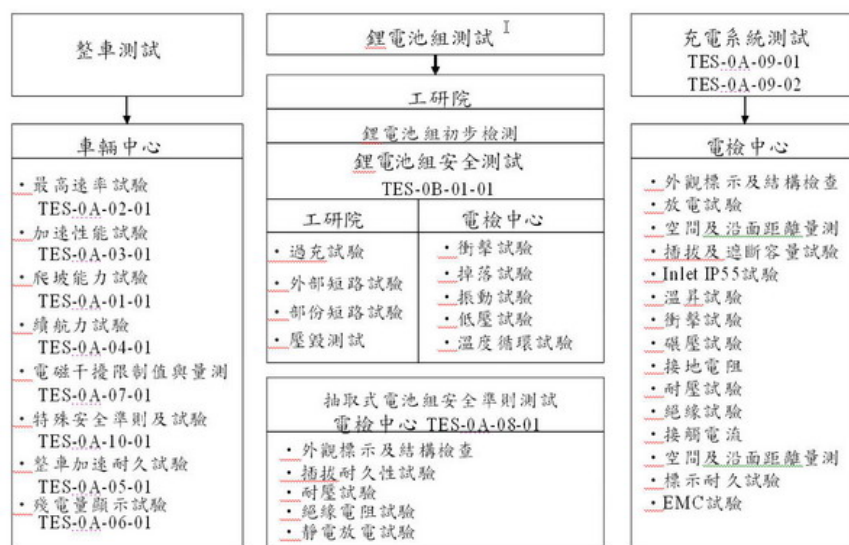 整車測試
車輛中心
・最高速率試驗
TES-0A-02-01
・加速性能試驗
TES-0A-03-01
・爬坡能力試驗
TES-0A-01-01
・續航力試驗
TES-0A-04-01
・電磁干擾限制值與量測
TES-0A-07-01
・特殊安全準則及試驗
TES-0A-10-01
・整車加速耐久試驗
TES-0A-05-01
・殘電量顯示試驗
TES-0A-06-01
鋰電池組測試
工研院
鋰電池組初步檢測
鋰電池組安全測試
TES-0B-01-01
工研院
・過充試驗
・外部短路試驗
・部份短路試驗
・壓毀測試
電檢中心
・衝擊試驗
・掉落試驗
・振動試驗
・低壓試驗
・溫度循環試驗
抽取式電池組安全準則測試
電檢中心 TES-0A-08-01
・外觀標示及結構檢查
・插拔耐久性試驗
・耐壓試驗
・絕緣電阻試驗
・靜電放電試驗
充電系統測試
TES-0A-09-01
TES-0A-09-02
電檢中心
・外觀標示及結構檢查
・放電試驗
・空間及沿面距離量測
・插拔及遮斷容量試驗
・Inlet IP55試驗
・溫昇試驗
・衝擊試驗
・碾壓試驗
・接地電阻
・耐壓試驗
・絕緣試驗
・接觸電流
・空間及沿面距離量測
・標示耐久試驗
・EMC試驗